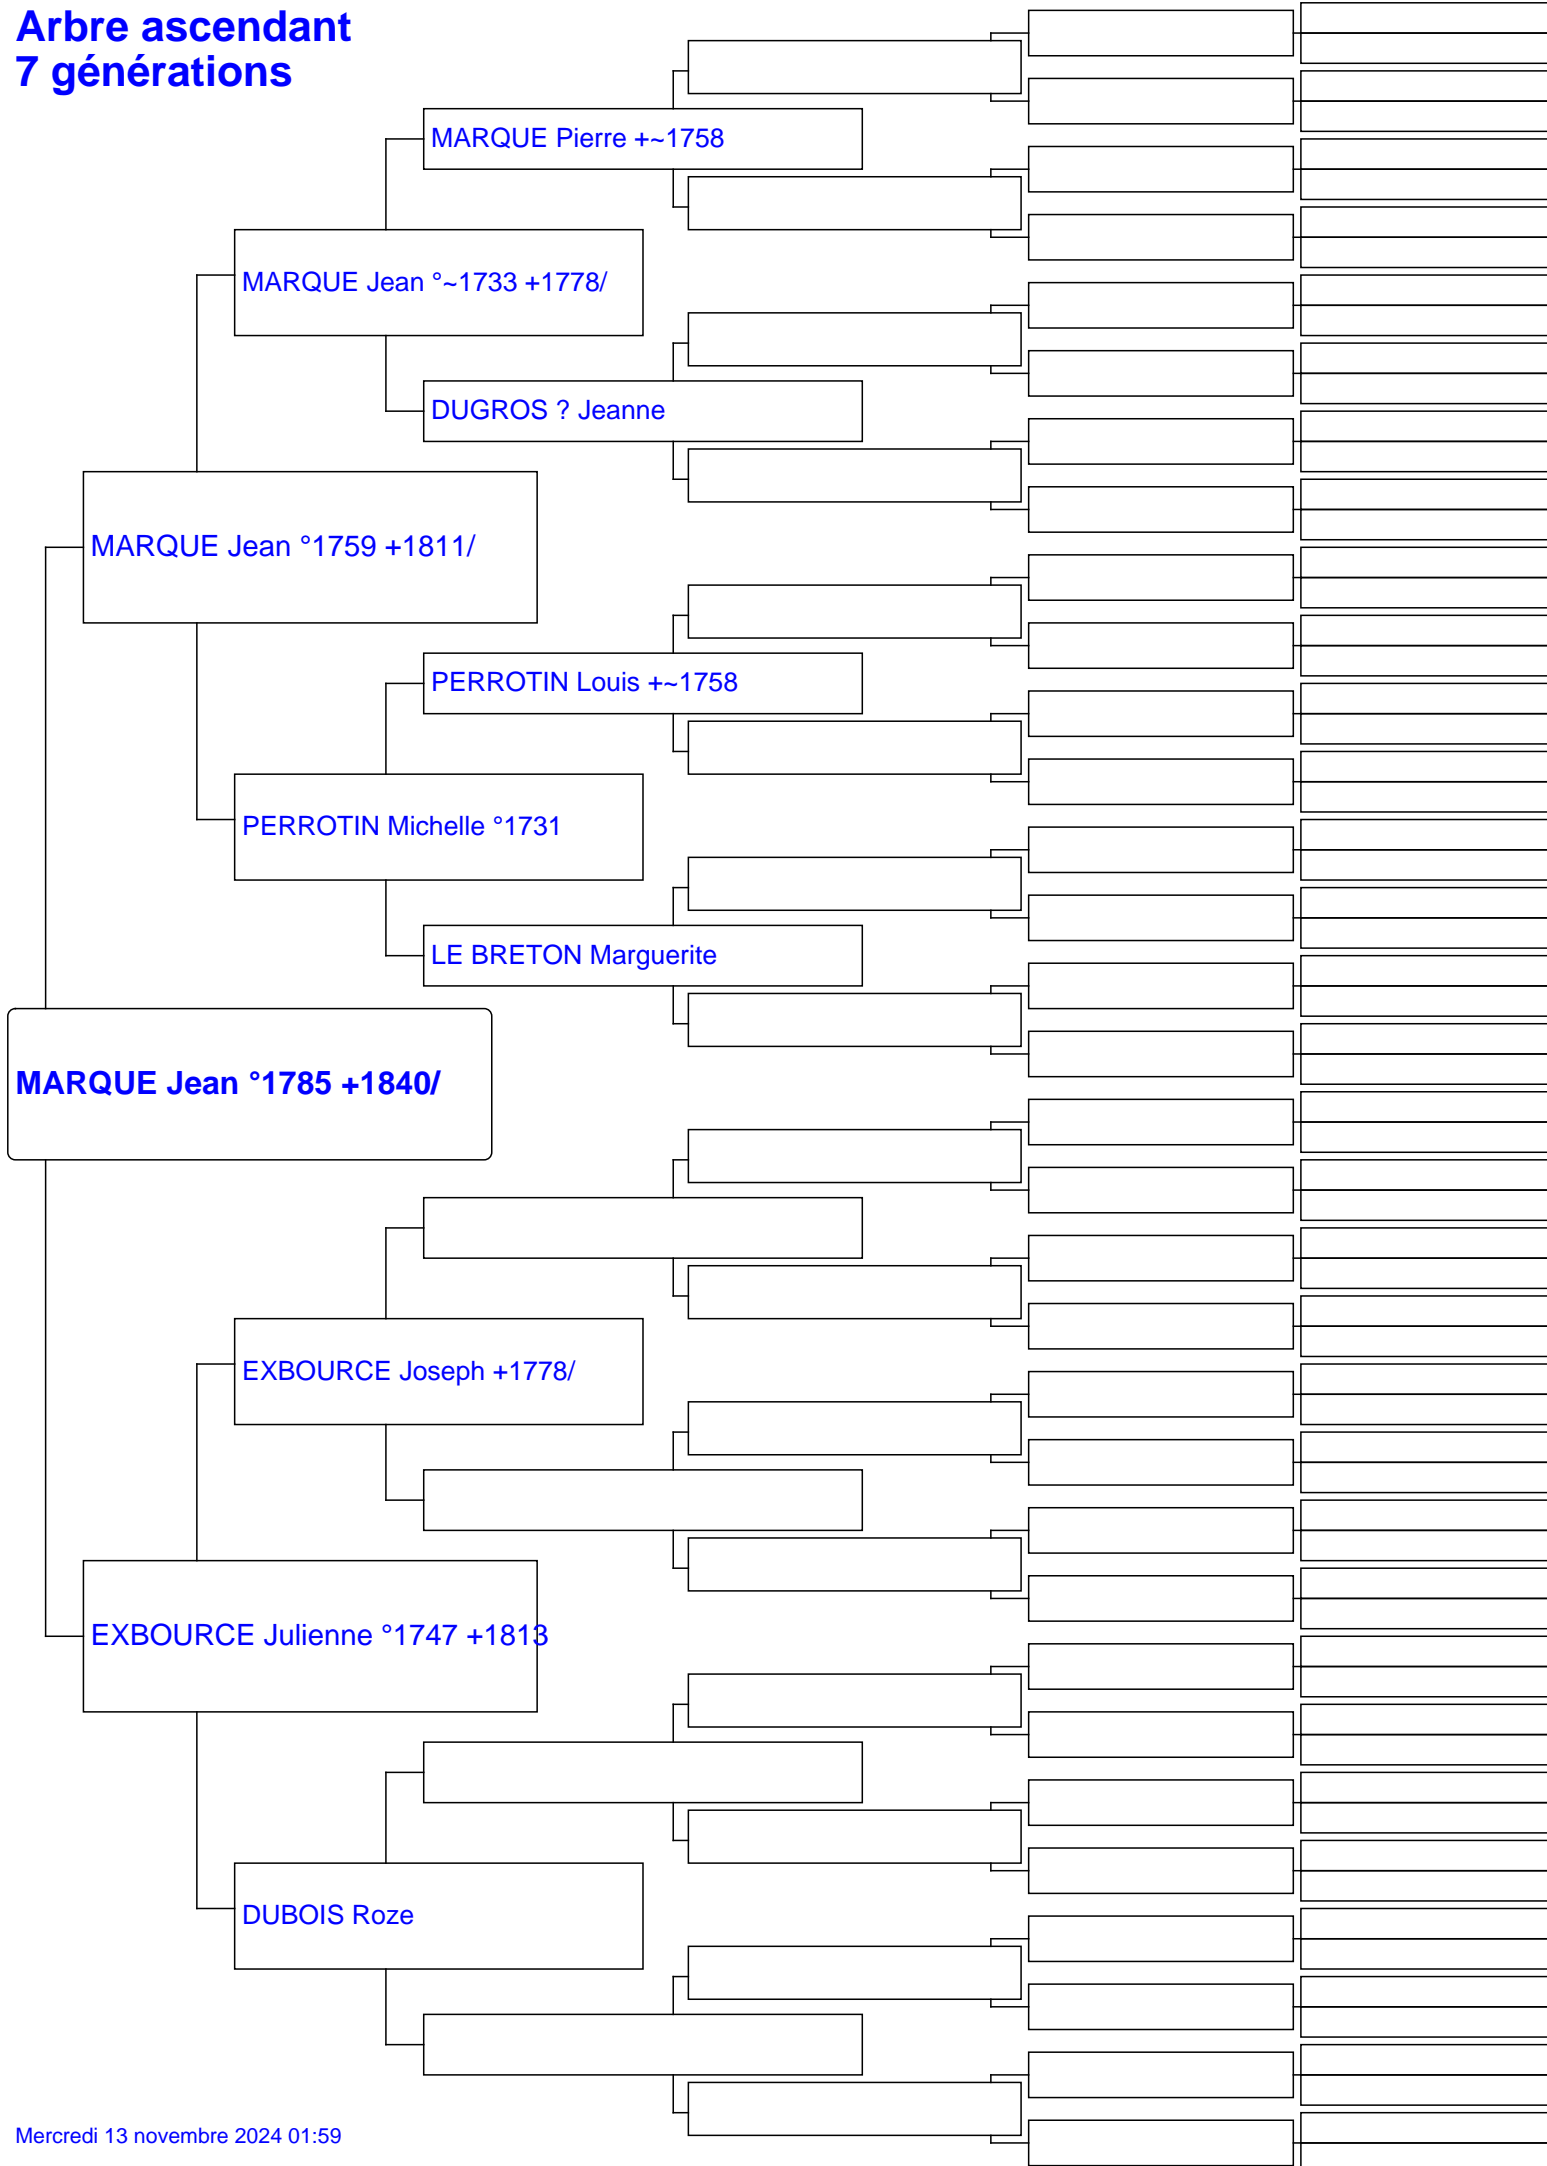 Arbre ascendant
7 générations
MARQUE Pierre +~1758
MARQUE Jean °~1733 +1778/
DUGROS ? Jeanne
MARQUE Jean °1759 +1811/
PERROTIN Louis +~1758
PERROTIN Michelle °1731
LE BRETON Marguerite
MARQUE Jean °1785 +1840/
EXBOURCE Joseph +1778/
EXBOURCE Julienne °1747 +1813
DUBOIS Roze
Mercredi 13 novembre 2024 01:59